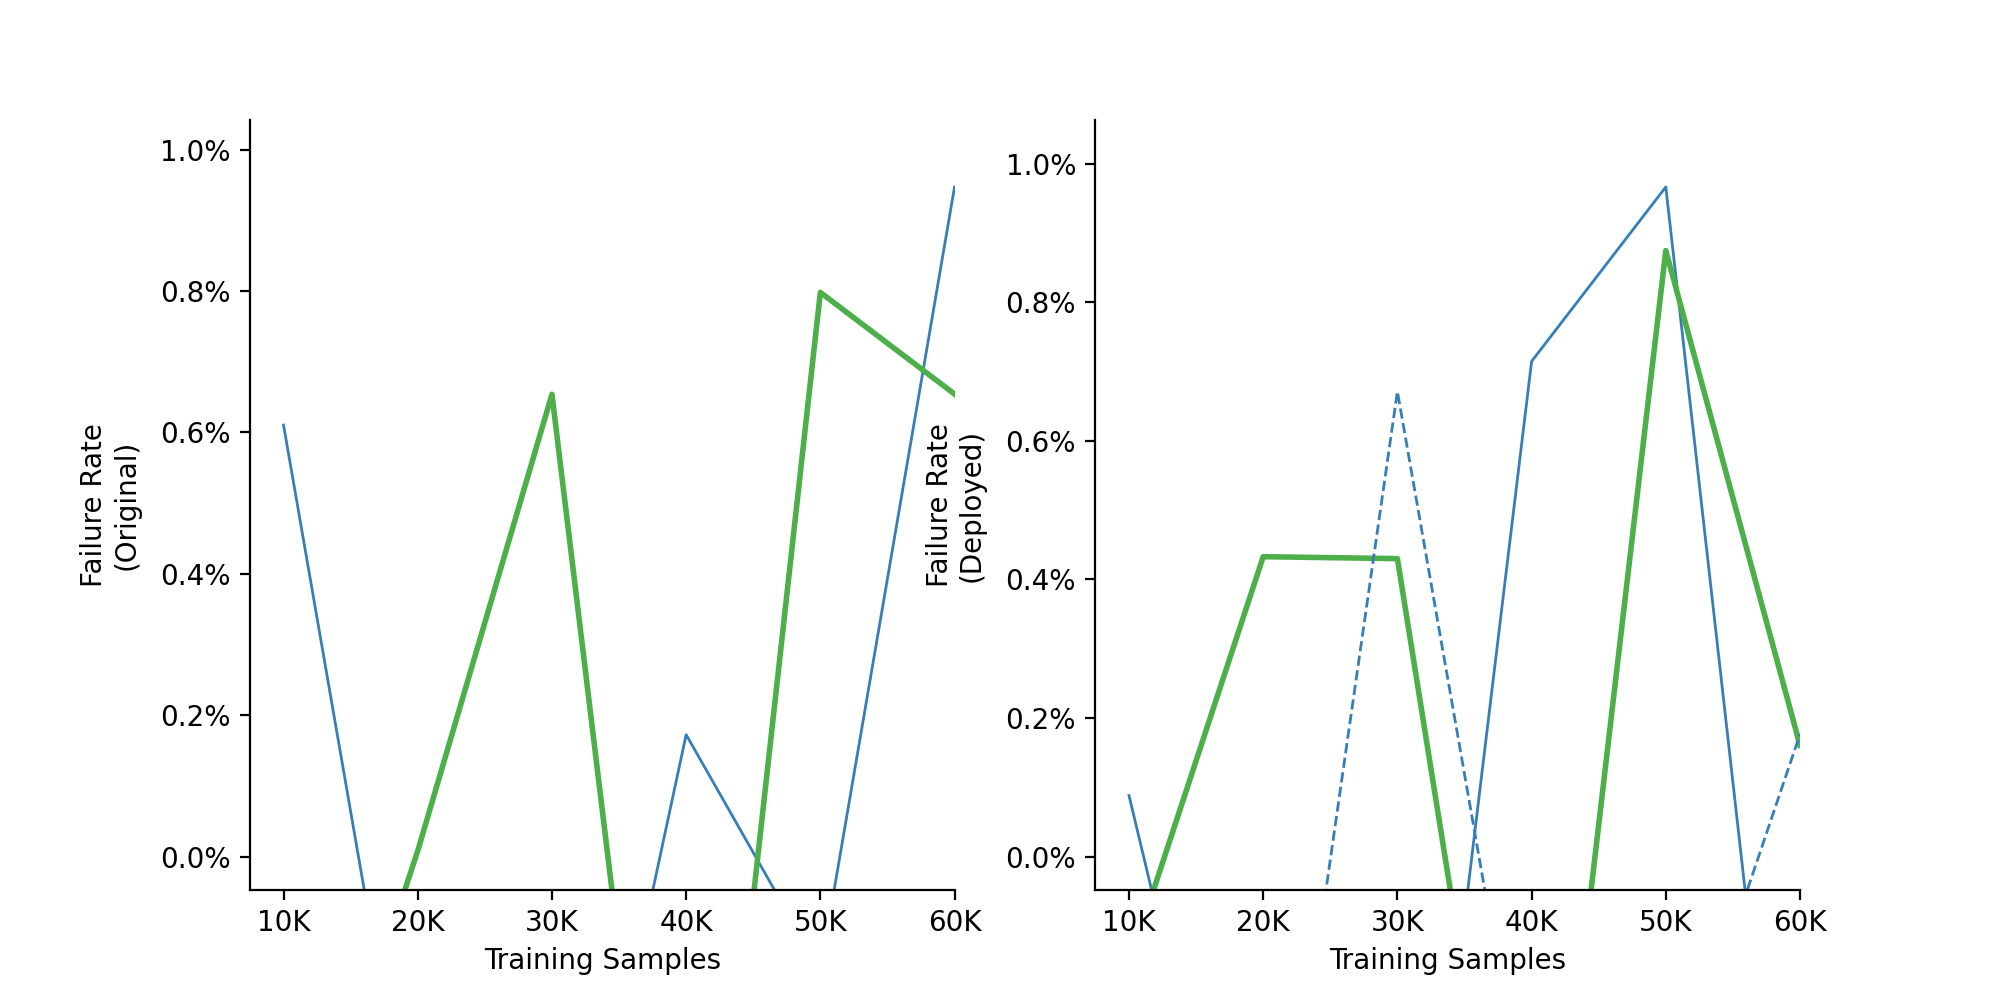 Failure Rate
(Original)
1.0%
0.8%
0.6%
0.4%
0.2%
0.0%
10K 20K 30K 40K 50K 60K
Training Samples
Failure Rate
(Deployed)
1.0%
0.8%
0.6%
0.4%
0.2%
0.0%
10K 20K 30K 40K 50K 60K
Training Samples